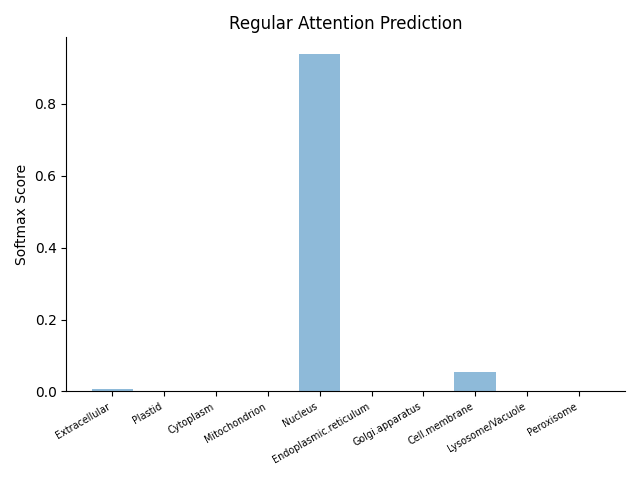 Regular Attention Prediction
Softmax Score
0.8
0.6
0.4
0.2
0.0
Extracellular
Plastid
Cytoplasm
Mitochondrion
Nucleus
Endoplasmic.reticulum
Golgi.apparatus
Cell.membrane
Lysosome/Vacuole
Peroxisome